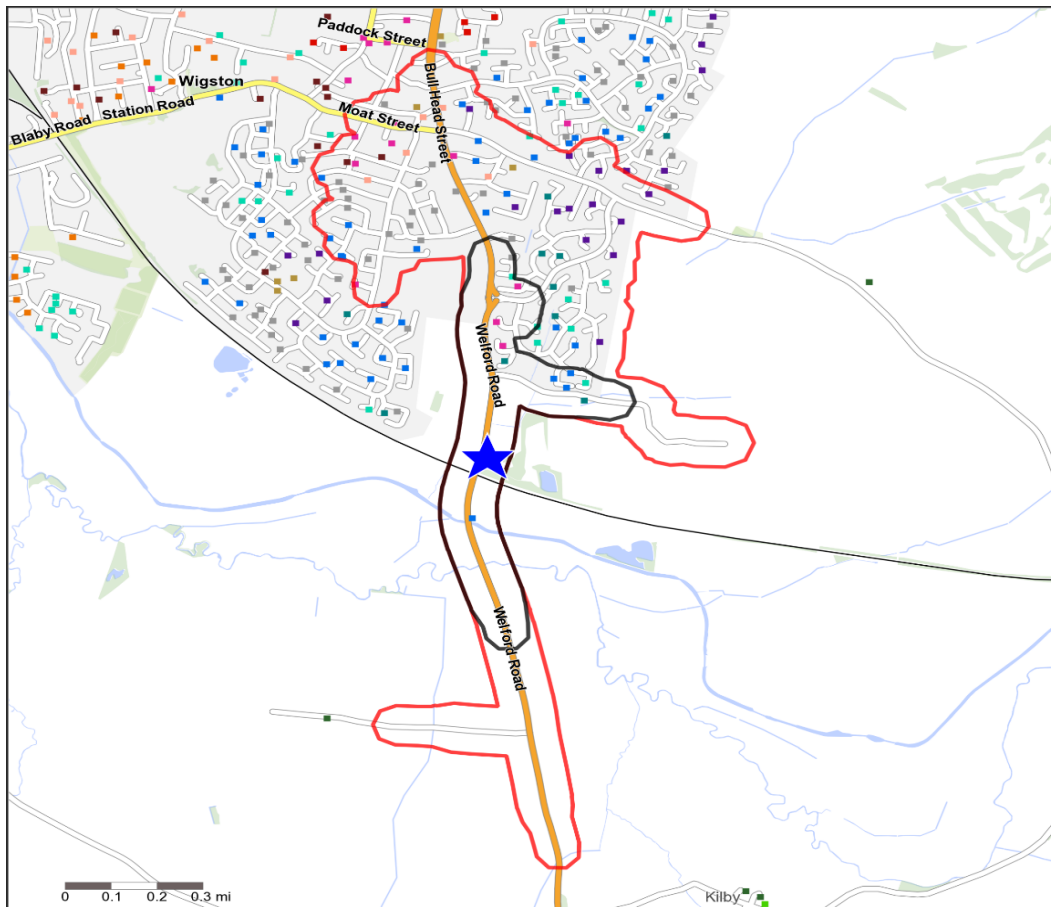 Paddock Street
Bull Head Street
Wigston
Blaby Road
Station Road
Moat Street
Welford Road
Welford Road
0 0.1 0.2 0.3 mi
Kilby